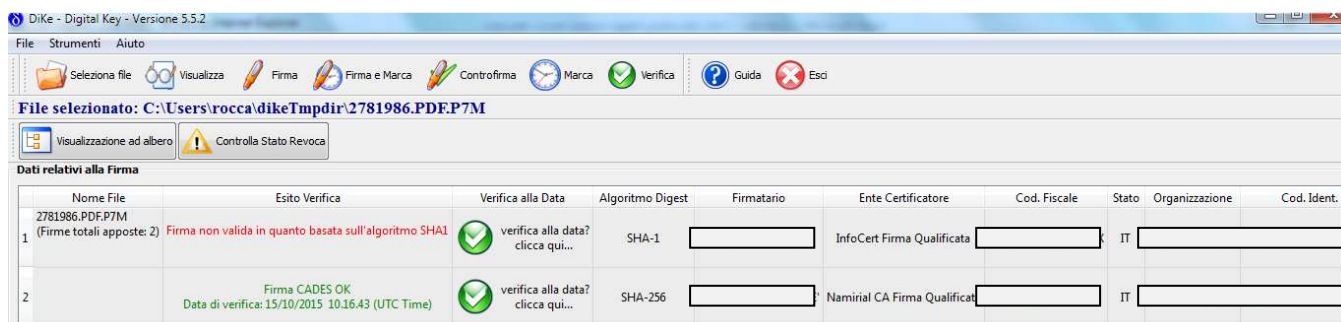 DiKe - Digital Key - Versione 5.5.2
File Strumenti Aiuto
Seleziona file Visualizza Firma Firma e Marca Controfirma Marca Verifica Guida Esci
File selezionato: C:\Users\rocca\dikeTmpdir\2781986.PDF.P7M
Visualizzazione ad albero Controlla Stato Revoca
Dati relativi alla Firma
Nome File Esito Verifica Verifica alla Data Algoritmo Digest Firmatario Ente Certificatore Cod. Fiscale Stato Organizzazione Cod. Ident.
2781986.PDF.P7M
1 (Firme totali apposte: 2) Firma non valida in quanto basata sull'algoritmo SHA1 verifica alla data? clicca qui... SHA-1 InfoCert Firma Qualificata IT
2 Firma CADES OK
Data di verifica: 15/10/2015 10.16.43 (UTC Time) verifica alla data? clicca qui... SHA-256 Namirial CA Firma Qualificat IT